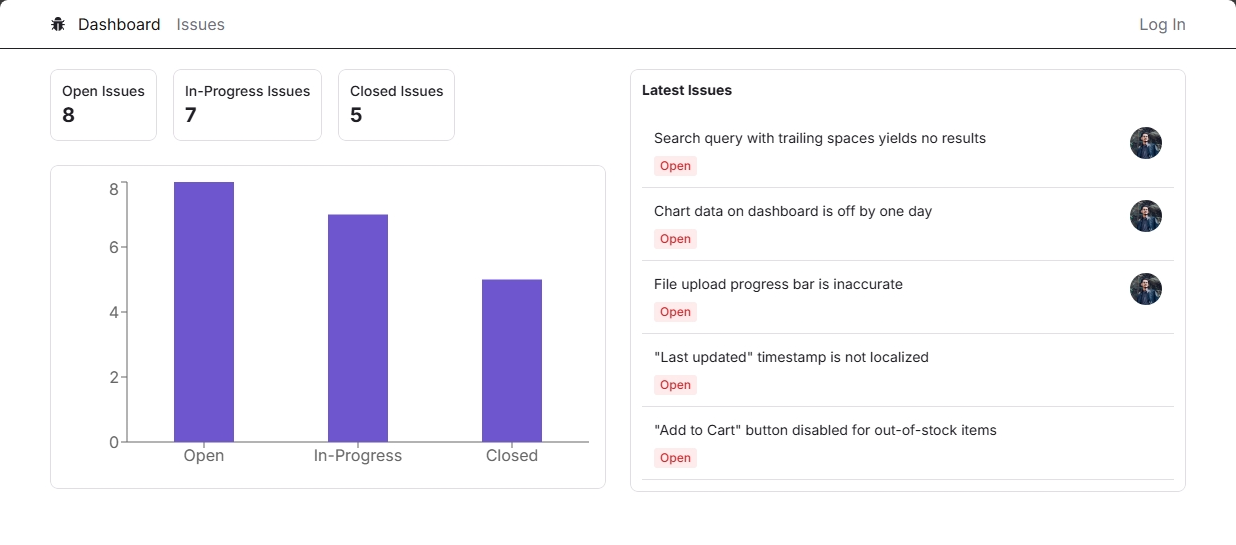 Dashboard Issues Log In
Open Issues
8
In-Progress Issues
7
Closed Issues
5
8
6
4
2
0
Open In-Progress Closed
Latest Issues
Search query with trailing spaces yields no results
Open
Chart data on dashboard is off by one day
Open
File upload progress bar is inaccurate
Open
"Last updated" timestamp is not localized
Open
"Add to Cart" button disabled for out-of-stock items
Open